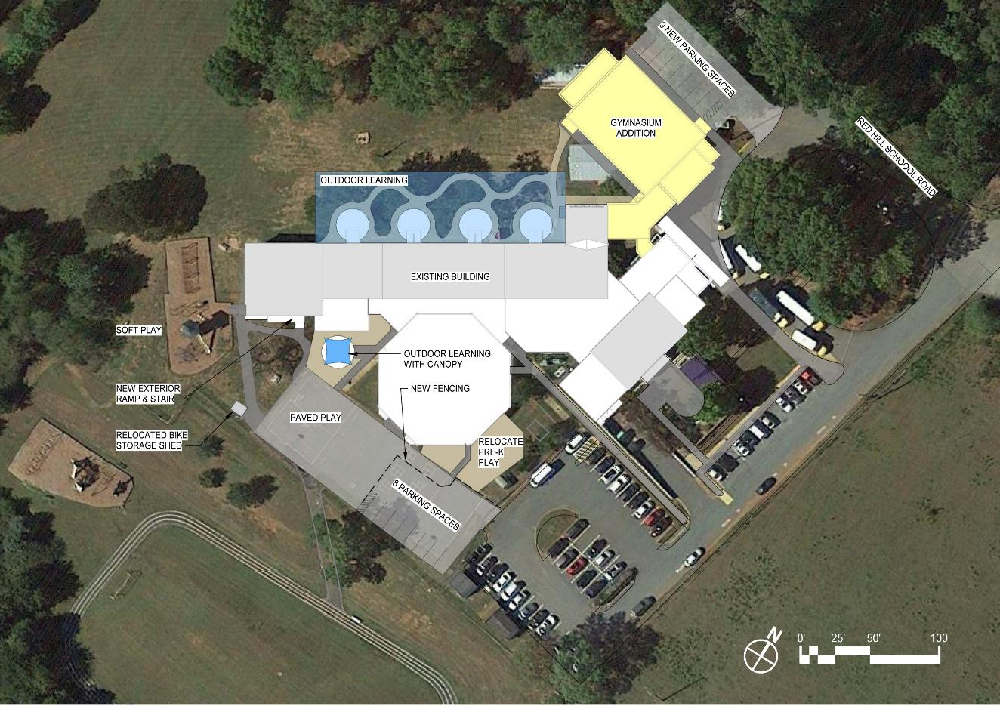 9 NEW PARKING SPACES
GYMNASIUM
ADDITION
RED HILL SCHOOOL ROAD
OUTDOOR LEARNING
EXISTING BUILDING
SOFT PLAY
OUTDOOR LEARNING
WITH CANOPY
NEW EXTERIOR
RAMP & STAIR
NEW FENCING
PAVED PLAY
RELOCATED BIKE
STORAGE SHED
RELOCATE
PRE-K
PLAY
8 PARKING SPACES
N
0' 25' 50' 100'